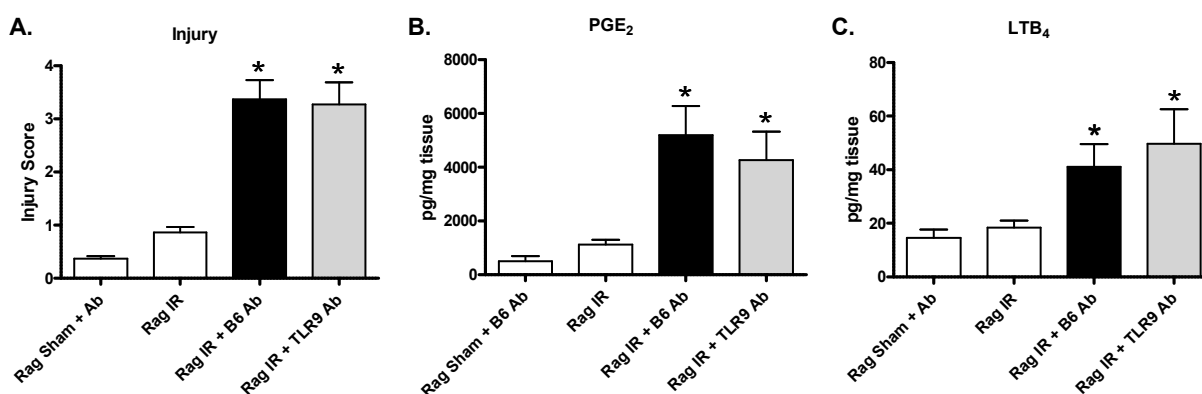 A.
Injury
Injury Score
4
3
2
1
0
*
*
Rag Sham + Ab
Rag IR
Rag IR + B6 Ab
Rag IR + TLR9 Ab
B.
PGE₂
pg/mg tissue
8000
6000
4000
2000
0
*
*
Rag Sham + B6 Ab
Rag IR
Rag IR + B6 Ab
Rag IR + TLR9 Ab
C.
LTB₄
pg/mg tissue
80
60
40
20
0
*
*
Rag Sham + Ab
Rag IR
Rag IR + B6 Ab
Rag IR + TLR9 Ab